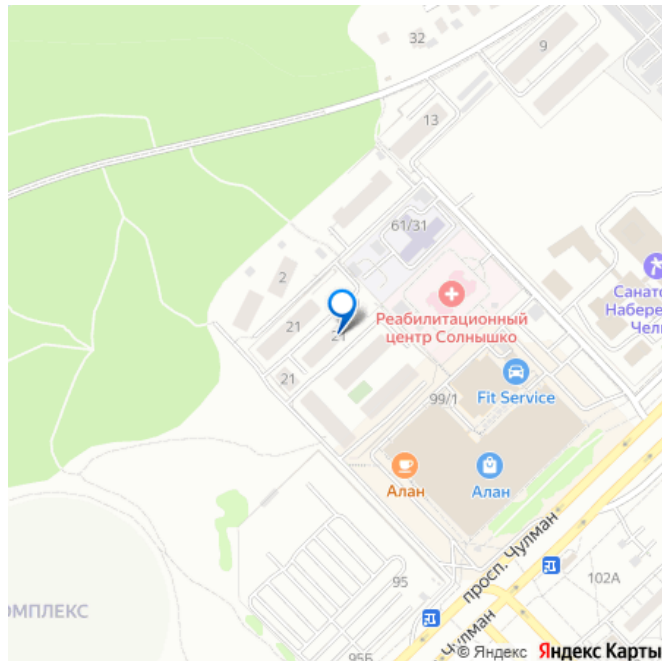 32
9
13
61/31
2
Санато
Набере
Челн
Реабилитационный
центр Солнышко
21
21
21
Fit Service
99/1
Алан
Алан
просп. Чулман
95
102А
ОМПЛЕКС
95Б
Чулман
© Яндекс Яндекс Карты